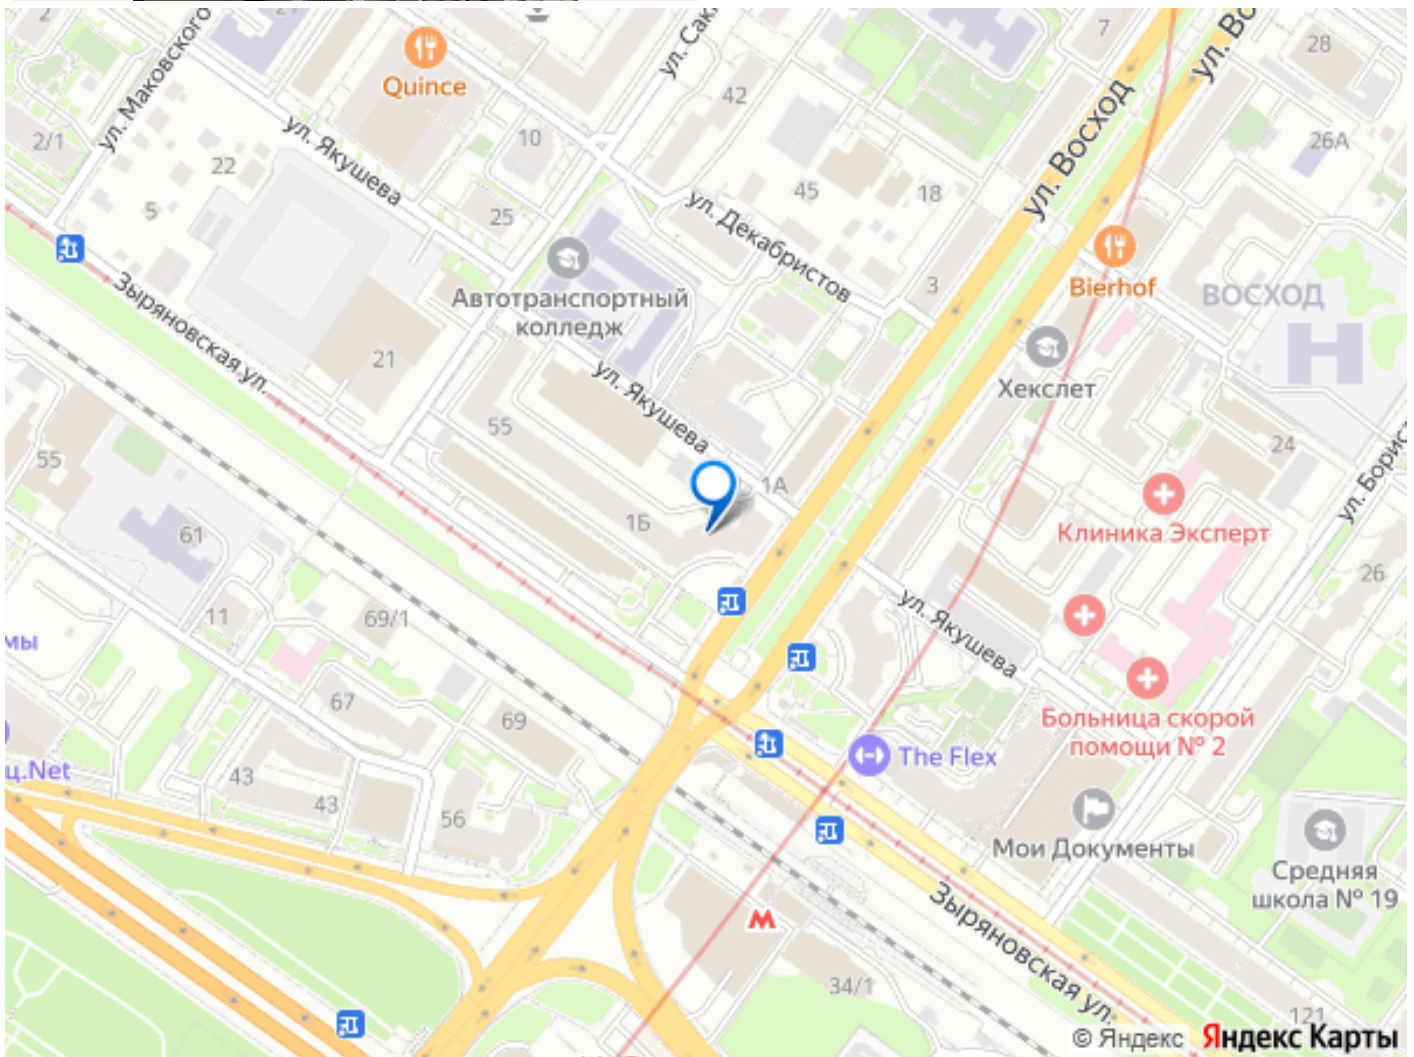 2
28
7
ул. Маковского
Quince
ул. Сак
ул. Во
42
ул. Восход
2/1
ул. Якушева
10
26А
22
45
18
5
25
ул. Декабристов
Автотранспортный
колледж
3
Bierhof
ВОСХОД
Зыряновская ул.
21
Хекслет
ул. Якушева
55
24
55
1А
Клиника Эксперт
ул. Борис
1Б
61
26
11
69/1
ул. Якушева
мы
67
69
Больница скорой
помощи № 2
ц.Net
43
The Flex
43
56
Мои Документы
Средняя
школа № 19
Зыряновская ул.
34/1
121
© Яндекс Яндекс Карты